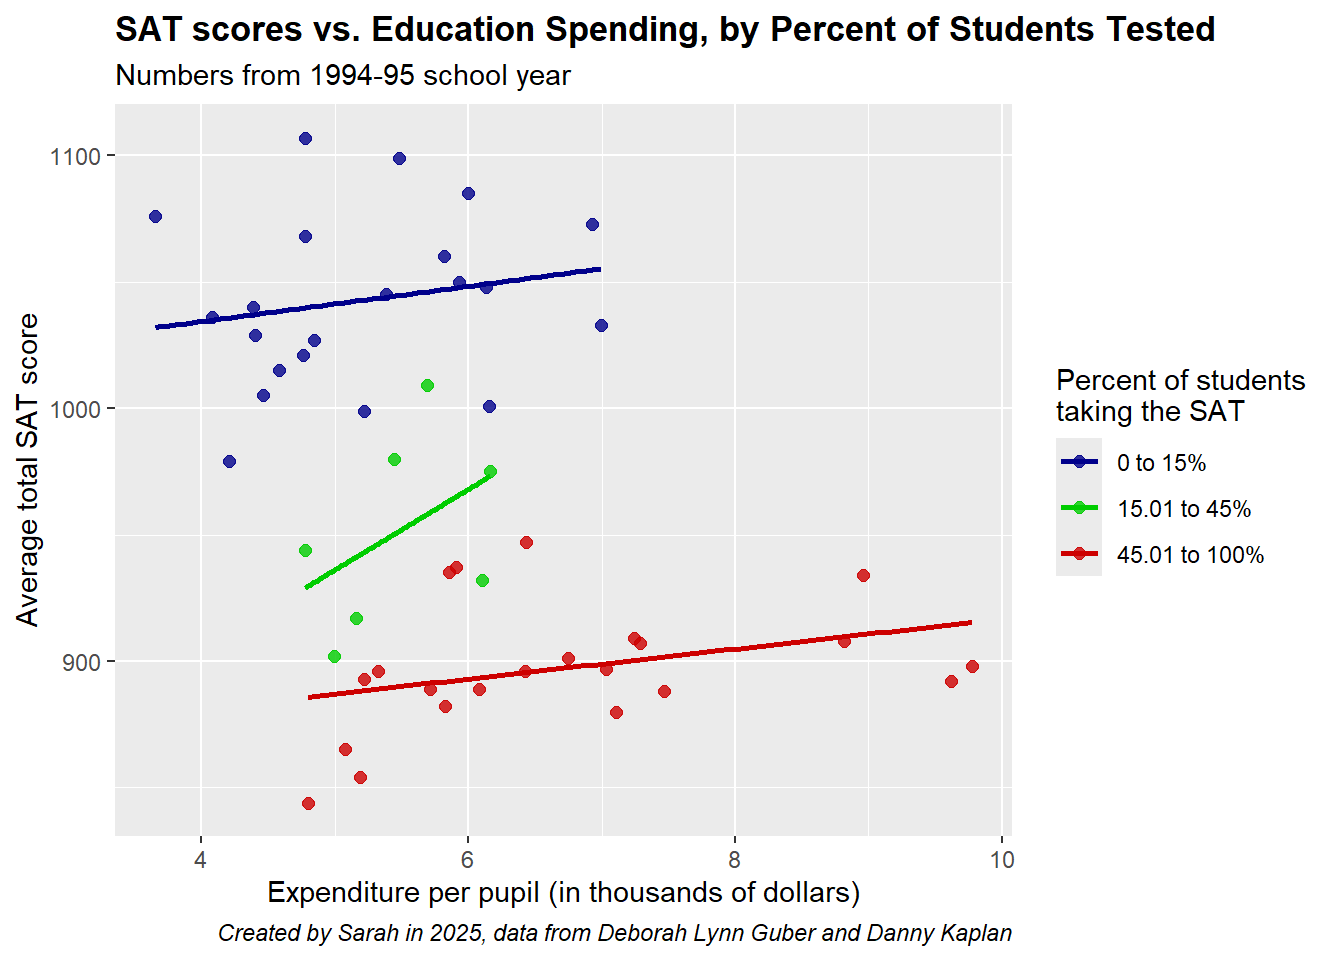 SAT scores vs. Education Spending, by Percent of Students Tested
Numbers from 1994-95 school year
Average total SAT score
1100
1000
900
4
6
8
10
Expenditure per pupil (in thousands of dollars)
Percent of students
taking the SAT
0 to 15%
15.01 to 45%
45.01 to 100%
Created by Sarah in 2025, data from Deborah Lynn Guber and Danny Kaplan